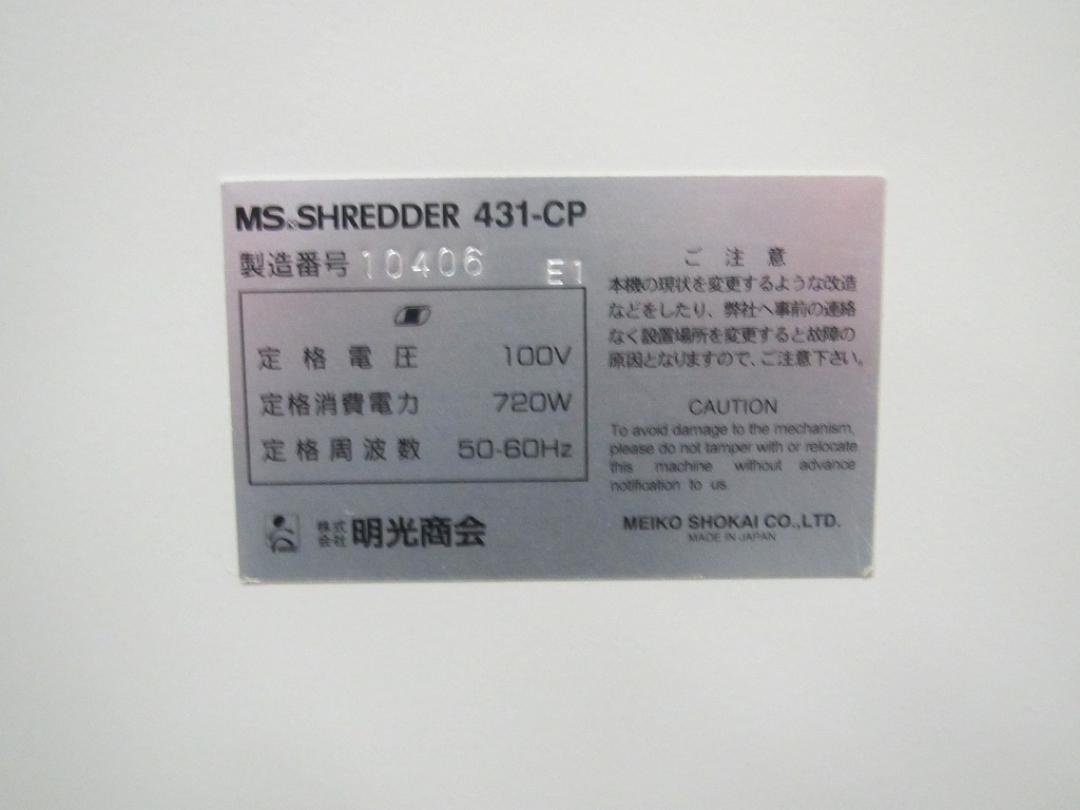 MS SHREDDER 431-CP
製造番号 10406 E1
定格電圧 100V
定格消費電力 720W
定格周波数 50-60Hz
株式会社 明光商会
ご注意
本機の現状を変更するような改造
などをしたり、弊社へ事前の連絡
なく設置場所を変更すると故障の
原因となりますので、ご注意下さい。
CAUTION
To avoid damage to the mechanism,
please do not tamper with or relocate
this machine without advance
notification to us.
MEIKO SHOKAI CO.,LTD.
MADE IN JAPAN